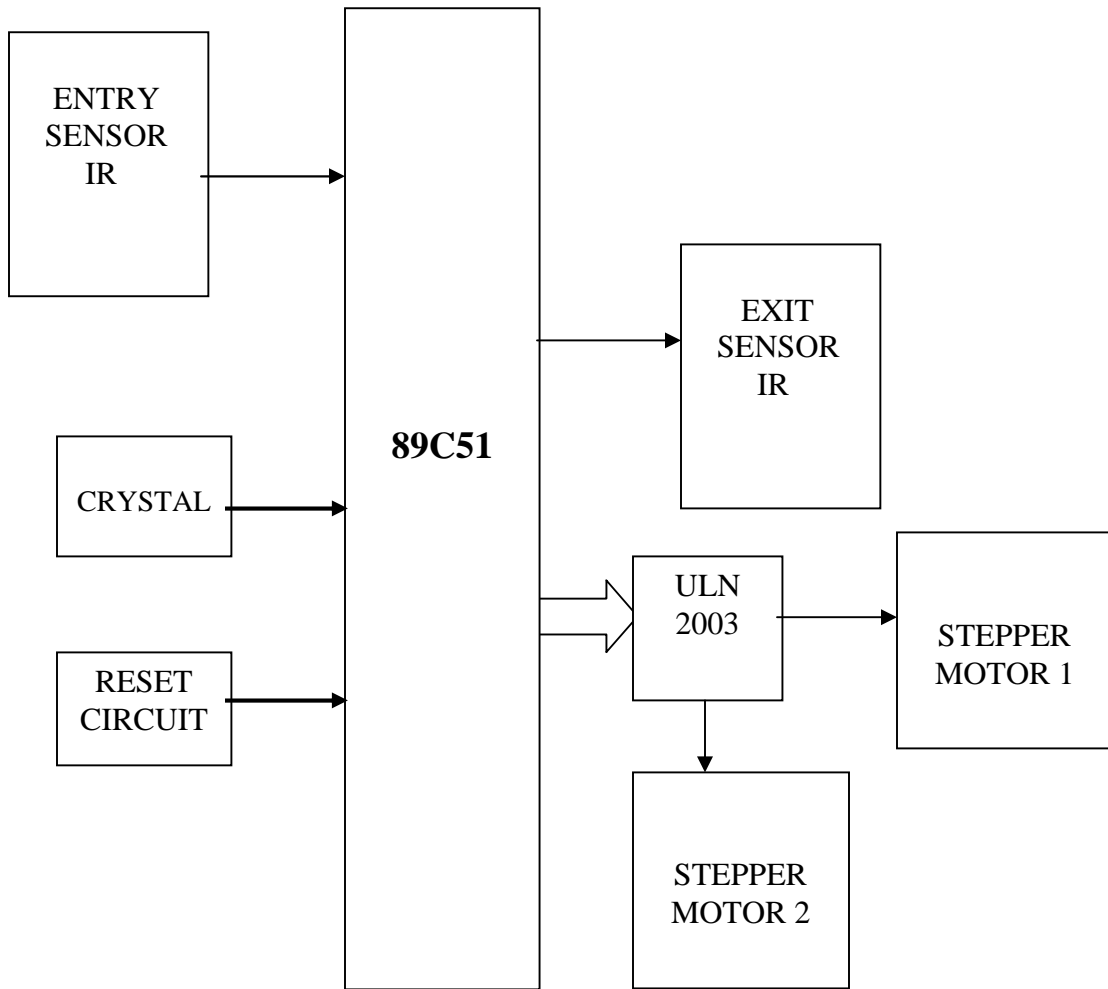 ENTRY
SENSOR
IR
EXIT
SENSOR
IR
89C51
CRYSTAL
ULN
2003
STEPPER
MOTOR 1
RESET
CIRCUIT
STEPPER
MOTOR 2